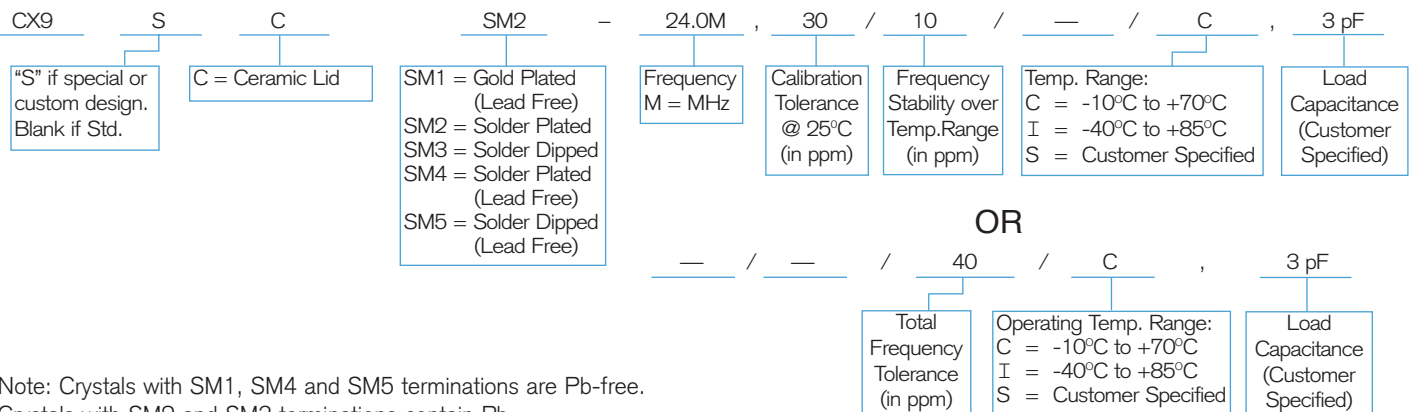 CX9 S C SM2 – 24.0M , 30 / 10 / — / C , 3 pF
"S" if special or
custom design.
Blank if Std.
C = Ceramic Lid
SM1 = Gold Plated
(Lead Free)
SM2 = Solder Plated
SM3 = Solder Dipped
SM4 = Solder Plated
(Lead Free)
SM5 = Solder Dipped
(Lead Free)
Frequency
M = MHz
Calibration
Tolerance
@ 25°C
(in ppm)
Frequency
Stability over
Temp.Range
(in ppm)
Temp. Range:
C = -10°C to +70°C
I = -40°C to +85°C
S = Customer Specified
Load
Capacitance
(Customer
Specified)
OR
— / — / 40 / C , 3 pF
Total
Frequency
Tolerance
(in ppm)
Operating Temp. Range:
C = -10°C to +70°C
I = -40°C to +85°C
S = Customer Specified
Load
Capacitance
(Customer
Specified)
Note: Crystals with SM1, SM4 and SM5 terminations are Pb-free.